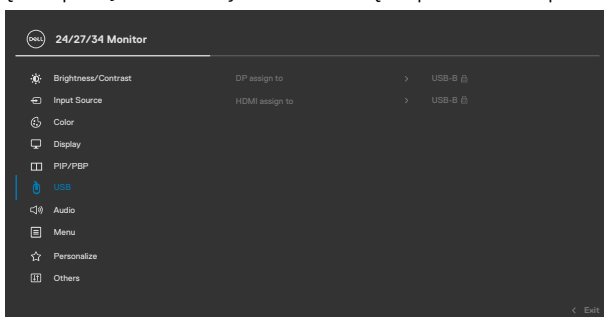 DELL
24/27/34 Monitor
Brightness/Contrast
DP assign to > USB-B
Input Source
HDMI assign to > USB-B
Color
Display
PIP/PBP
USB
Audio
Menu
Personalize
Others
< Exit